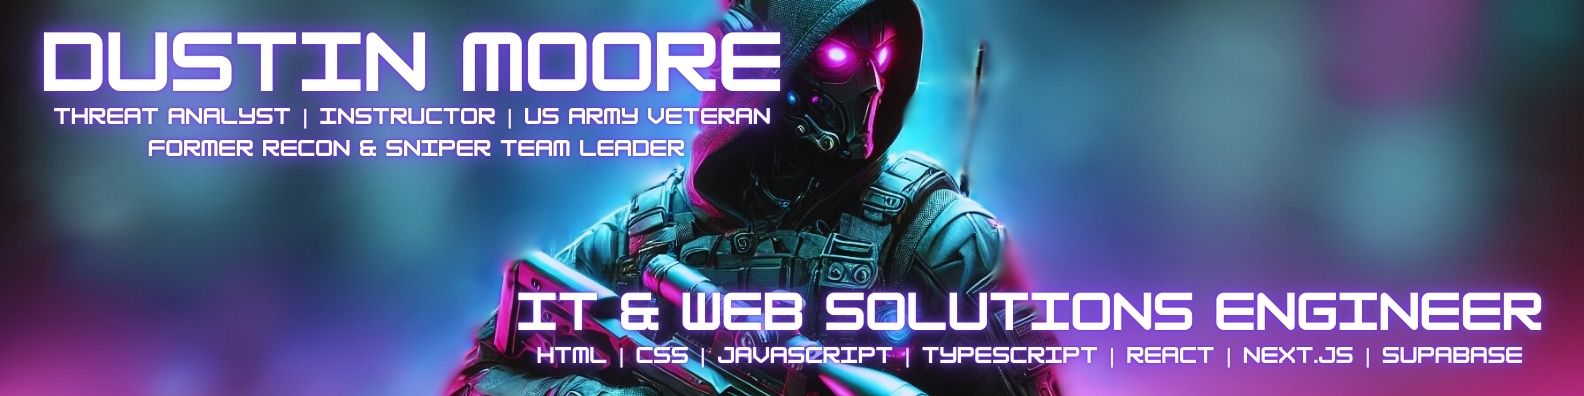 DUSTIN MOORE
THREAT ANALYST | INSTRUCTOR | US ARMY VETERAN
FORMER RECON & SNIPER TEAM LEADER
IT & WEB SOLUTIONS ENGINEER
HTML | CSS | JAVASCRIPT | TYPESCRIPT | REACT | NEXT.JS | SUPABASE